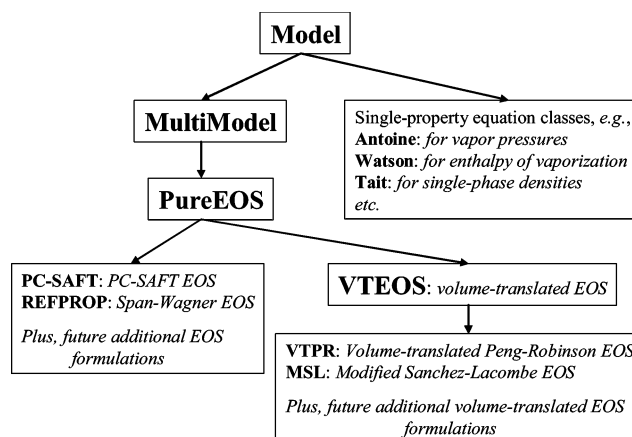 Model
MultiModel
Single-property equation classes, e.g.,
Antoine: for vapor pressures
Watson: for enthalpy of vaporization
Tait: for single-phase densities
etc.
PureEOS
PC-SAFT: PC-SAFT EOS
REFPROP: Span-Wagner EOS
Plus, future additional EOS
formulations
VTEOS: volume-translated EOS
VTPR: Volume-translated Peng-Robinson EOS
MSL: Modified Sanchez-Lacombe EOS
Plus, future additional volume-translated EOS
formulations